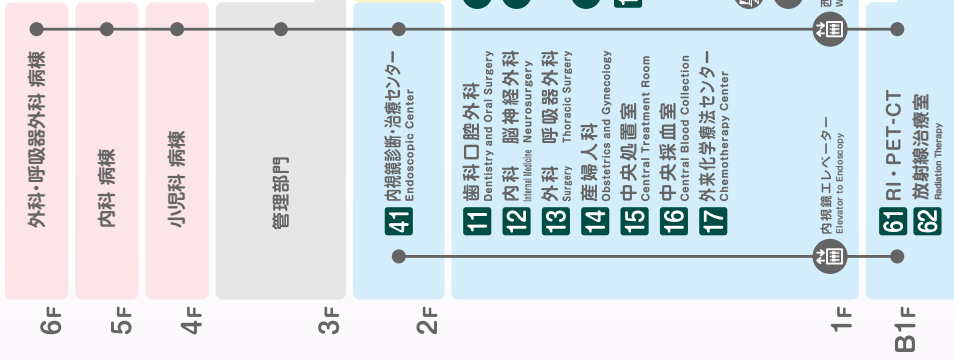 6F
外科・呼吸器外科 病棟
5F
内科 病棟
4F
小児科 病棟
3F
管理部門
2F
41 内視鏡診断・治療センター
Endoscopic Center
1F
11 歯科口腔外科
Dentistry and Oral Surgery
12 内科 脳神経外科
Internal Medicine Neurosurgery
13 外科 呼吸器外科
Surgery Thoracic Surgery
14 産婦人科
Obstetrics and Gynecology
15 中央処置室
Central Treatment Room
16 中央採血室
Central Blood Collection
17 外来化学療法センター
Chemotherapy Center
内視鏡エレベーター
Elevator to Endoscopy
B1F
61 RI・PET-CT
62 放射線治療室
Radiation Therapy